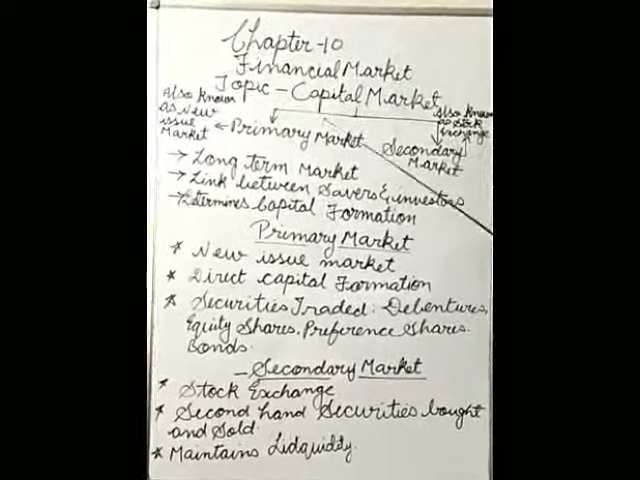 Chapter-10
Financial Market
Topic - Capital Market
Also Known
as New
issue
Market
← Primary Market
Also Known
as Stock
Exchange
Secondary
Market
→ Long term Market
→ Link between Savers & investors
→ Determines Capital Formation
Primary Market
* New issue market
* Direct capital Formation
* Securities Traded: Debentures,
Equity Shares, Preference Shares.
Bonds.
- Secondary Market
* Stock Exchange
* Second hand Securities bought
and Sold.
* Maintains Lidquiddy.